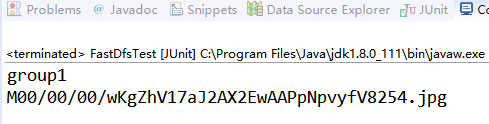 Problems @ Javadoc Snippets Data Source Explorer JUnit Co
<terminated> FastDfsTest [JUnit] C:\Program Files\Java\jdk1.8.0_111\bin\javaw.exe
group1
M00/00/00/wKgZhV17aJ2AX2EwAAPpNpvyfV8254.jpg